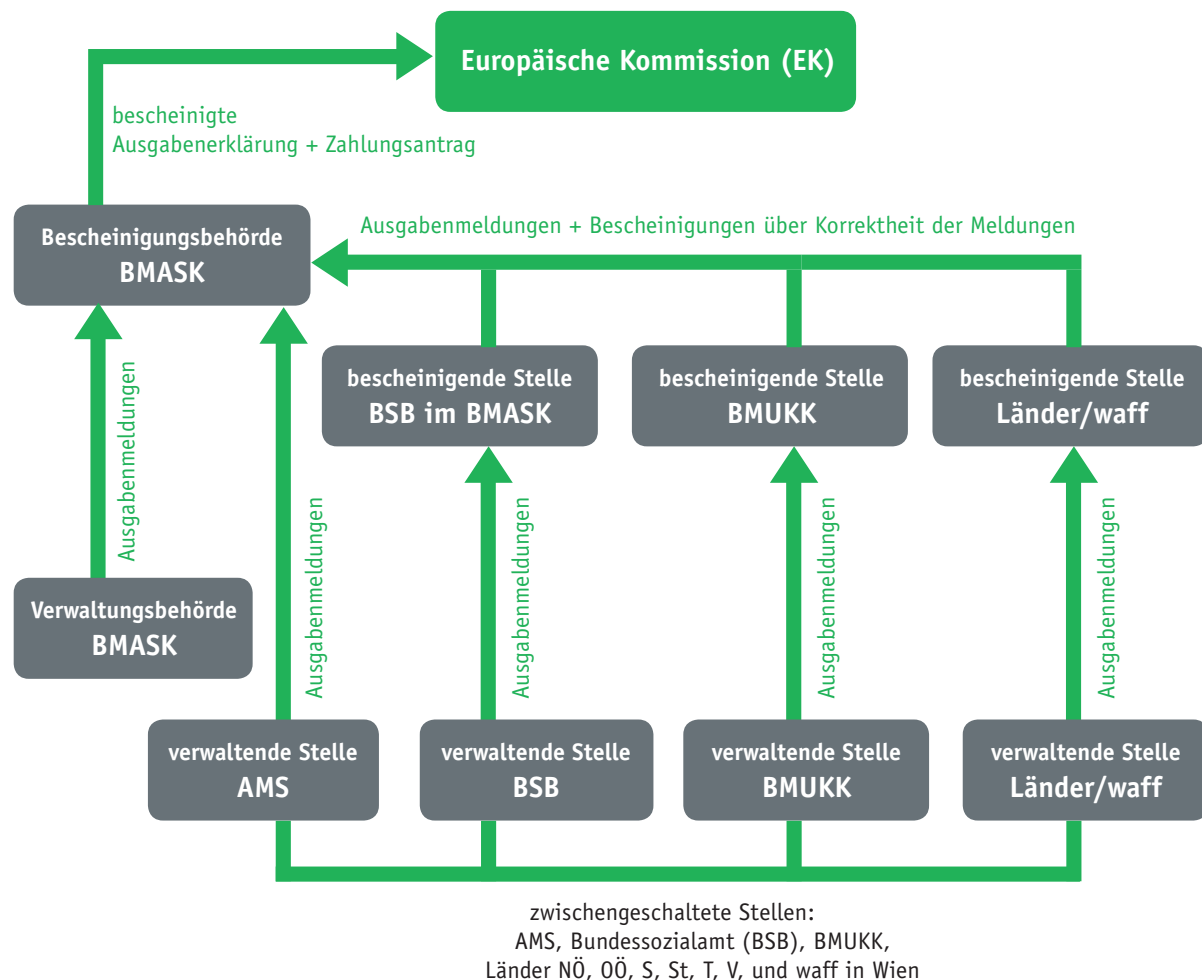 Europäische Kommission (EK)
bescheinigte
Ausgabenerklärung + Zahlungsantrag
Bescheinigungsbehörde
BMASK
Ausgabenmeldungen + Bescheinigungen über Korrektheit der Meldungen
bescheinigende Stelle
BSB im BMASK
bescheinigende Stelle
BMUKK
bescheinigende Stelle
Länder/waff
Ausgabenmeldungen
Ausgabenmeldungen
Ausgabenmeldungen
Ausgabenmeldungen
Ausgabenmeldungen
Verwaltungsbehörde
BMASK
verwaltende Stelle
AMS
verwaltende Stelle
BSB
verwaltende Stelle
BMUKK
verwaltende Stelle
Länder/waff
zwischengeschaltete Stellen:
AMS, Bundessozialamt (BSB), BMUKK,
Länder NÖ, OÖ, S, St, T, V, und waff in Wien